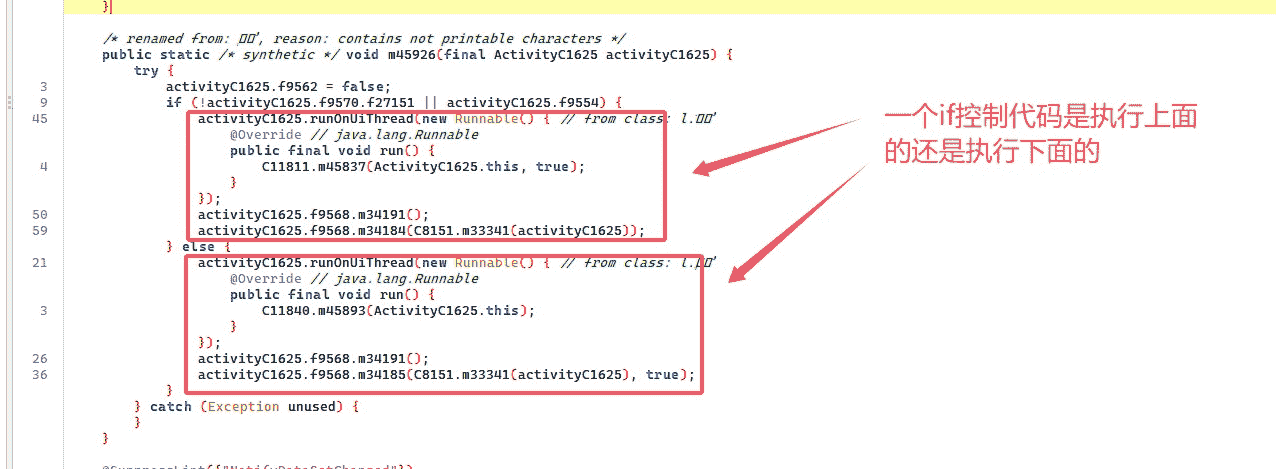 }
/* renamed from: , reason: contains not printable characters */
public static /* synthetic */ void m45926(final ActivityC1625 activityC1625) {
try {
3 activityC1625.f9562 = false;
9 if (!activityC1625.f9570.f27151 || activityC1625.f9554) {
45 activityC1625.runOnUiThread(new Runnable() { // from class: l.
@Override // java.lang.Runnable
public final void run() {
4 C11811.m45837(ActivityC1625.this, true);
}
});
50 activityC1625.f9568.m34191();
59 activityC1625.f9568.m34184(C8151.m33341(activityC1625));
} else {
21 activityC1625.runOnUiThread(new Runnable() { // from class: l.
@Override // java.lang.Runnable
public final void run() {
3 C11840.m45893(ActivityC1625.this);
}
});
26 activityC1625.f9568.m34191();
36 activityC1625.f9568.m34185(C8151.m33341(activityC1625), true);
}
} catch (Exception unused) {
}
}
一个if控制代码是执行上面
的还是执行下面的